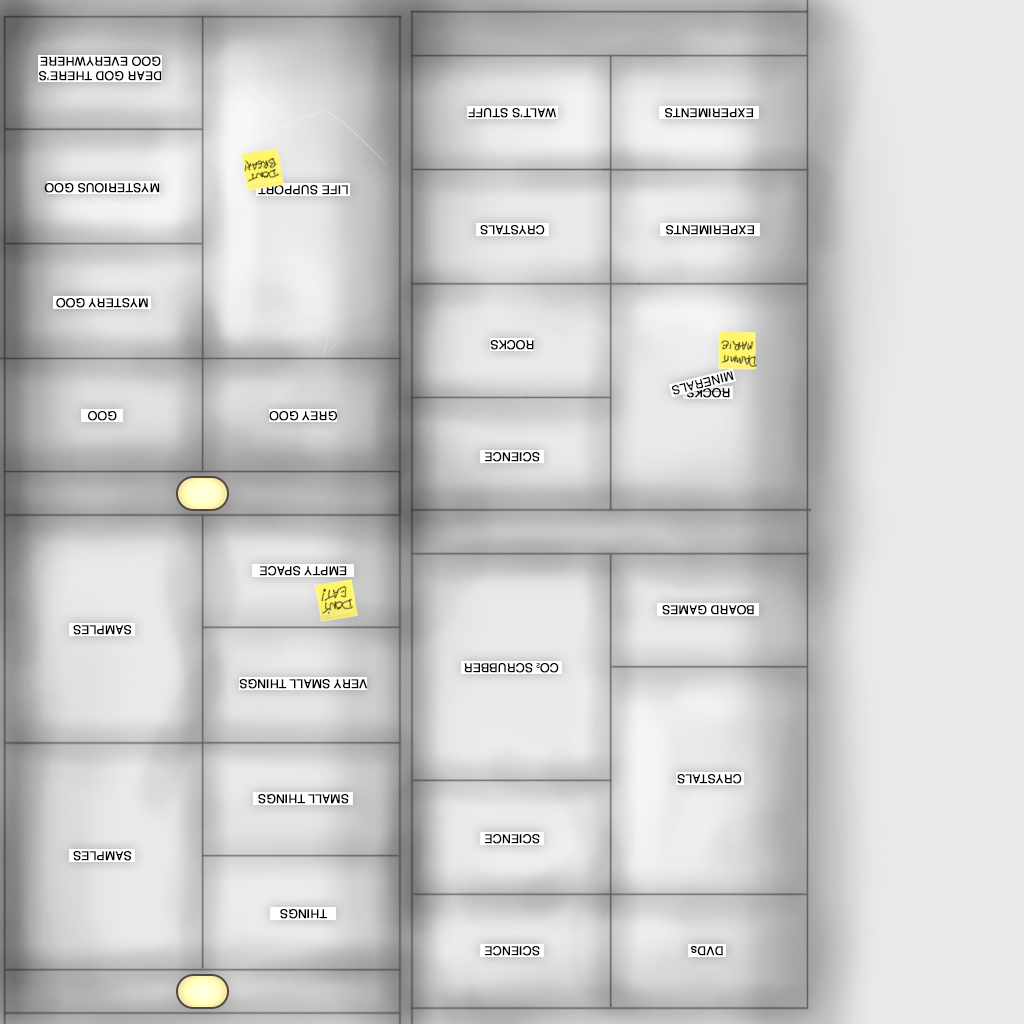 DVDs
SCIENCE
SCIENCE
CRYSTALS
CO₂ SCRUBBER
BOARD GAMES
SCIENCE
ROCKS
MINERALS
DAMNIT
MARIE
ROCKS
EXPERIMENTS
CRYSTALS
EXPERIMENTS
WALT'S STUFF
THINGS
SAMPLES
SMALL THINGS
VERY SMALL THINGS
SAMPLES
DON'T
EAT!
EMPTY SPACE
GREY GOO
GOO
MYSTERY GOO
LIFE SUPPORT
DON'T
BREAK!
MYSTERIOUS GOO
DEAR GOD THERE'S
GOO EVERYWHERE